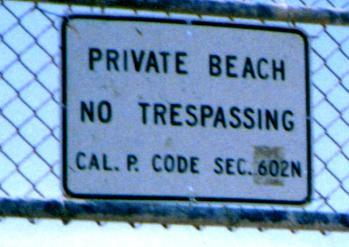 PRIVATE BEACH
NO TRESPASSING
CAL. P. CODE SEC. 602N